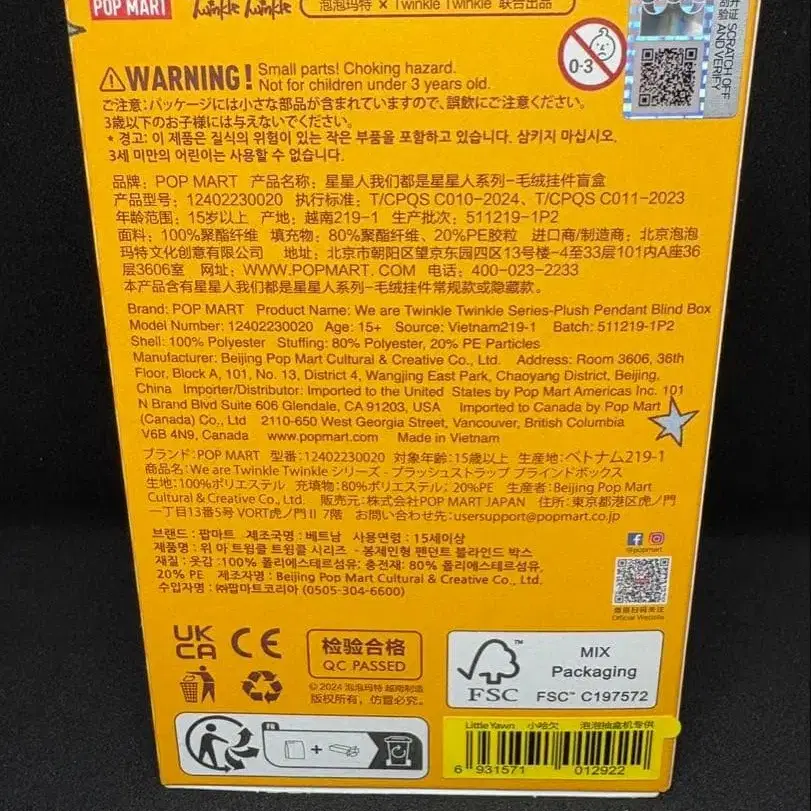 POP MART
Twinkle Twinkle
泡泡玛特 × Twinkle Twinkle 联合出品
SCRATCH OFF
AND VERIFY
0-3
WARNING! Small parts! Choking hazard.
Not for children under 3 years old.
ご注意:パッケージには小さな部品が含まれていますので、誤飲にご注意ください。
3歳以下のお子様には与えないでください。
* 경고: 이 제품은 질식의 위험이 있는 작은 부품을 포함하고 있습니다. 삼키지 마십시오.
3세 미만의 어린이는 사용할 수 없습니다.
品牌: POP MART 产品名称: 星星人我们都是星星人系列-毛绒挂件盲盒
产品型号: 12402230020 执行标准: T/CPQS C010-2024、T/CPQS C011-2023
年龄范围: 15岁以上 产地: 越南219-1 生产批次: 511219-1P2
面料: 100%聚酯纤维 填充物: 80%聚酯纤维、20%PE胶粒 进口商/制造商: 北京泡泡
玛特文化创意有限公司 地址: 北京市朝阳区望京东园四区13号楼-4至33层101内A座36
层3606室 网址: WWW.POPMART.COM 电话: 400-023-2233
本产品含有星星人我们都是星星人系列-毛绒挂件常规款或隐藏款。
Brand: POP MART Product Name: We are Twinkle Twinkle Series-Plush Pendant Blind Box
Model Number: 12402230020 Age: 15+ Source: Vietnam219-1 Batch: 511219-1P2
Shell: 100% Polyester Stuffing: 80% Polyester, 20% PE Particles
Manufacturer: Beijing Pop Mart Cultural & Creative Co., Ltd. Address: Room 3606, 36th
Floor, Block A, 101, No. 13, District 4, Wangjing East Park, Chaoyang District, Beijing,
China Importer/Distributor: Imported to the United States by Pop Mart Americas Inc. 101
N Brand Blvd Suite 606 Glendale, CA 91203, USA Imported to Canada by Pop Mart
(Canada) Co., Ltd 2110-650 West Georgia Street, Vancouver, British Columbia
V6B 4N9, Canada www.popmart.com Made in Vietnam
ブランド: POP MART 型番: 12402230020 対象年齢: 15歳以上 生産地: ベトナム219-1
商品名: We are Twinkle Twinkle シリーズ - プラッシュストラップ ブラインドボックス
生地: 100%ポリエステル 充填物: 80%ポリエステル; 20%PE 生産者: Beijing Pop Mart
Cultural & Creative Co., Ltd. 販売元: 株式会社POP MART JAPAN 住所: 東京都港区虎ノ門
一丁目13番5号 VORT虎ノ門II 7階 お問い合わせ先: usersupport@popmart.co.jp
브랜드 : 팝마트 제조국명 : 베트남 사용연령 : 15세이상
제품명 : 위 아 트윙클 트윙클 시리즈 - 봉제인형 펜던트 블라인드 박스
재질 : 겉감 : 100% 폴리에스테르섬유; 충전재: 80% 폴리에스테르섬유,
20% PE 제조자명 : Beijing Pop Mart Cultural & Creative Co., Ltd.
수입자명 : ㈜팝마트코리아 (0505-304-6600)
@popmart
Official Website
UK
CA CE
检验合格
QC PASSED
© 2024 泡泡玛特 越南制造
版权所有,仿冒必究。
FSC™
MIX
Packaging
FSC™ C197572
FR
+
Little Yawn 小哈欠 泡泡抽盒机专供
6 931571 012922